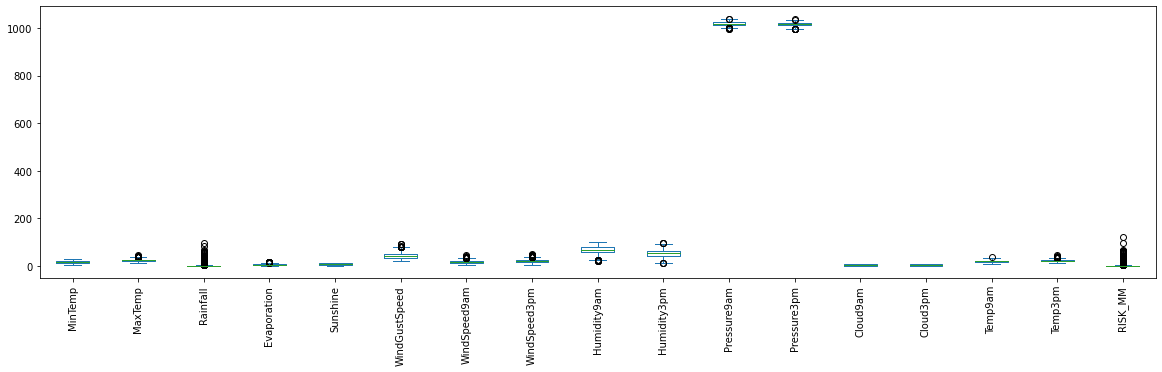 1000
800
600
400
200
0
MinTemp
MaxTemp
Rainfall
Evaporation
Sunshine
WindGustSpeed
WindSpeed9am
WindSpeed3pm
Humidity9am
Humidity3pm
Pressure9am
Pressure3pm
Cloud9am
Cloud3pm
Temp9am
Temp3pm
RISK_MM